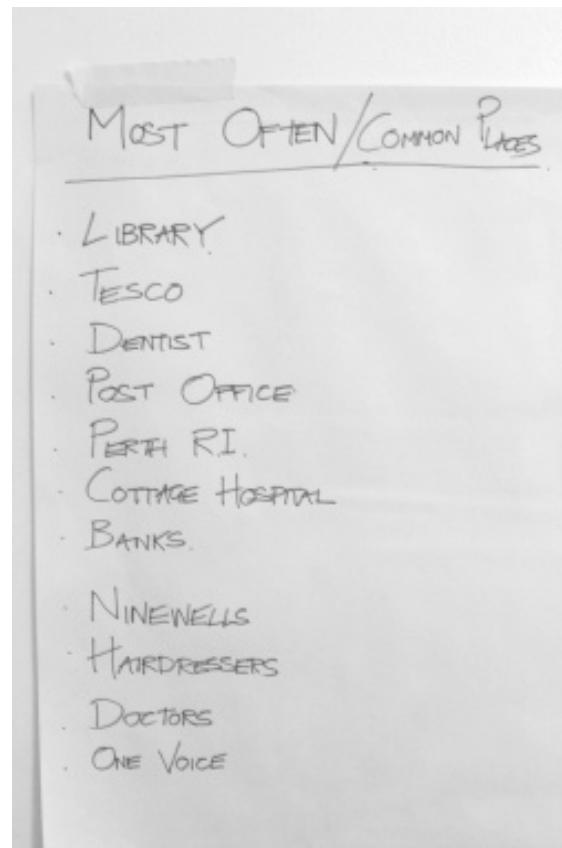 MOST OFTEN/COMMON PLACES
· LIBRARY
· TESCO
· DENTIST
· POST OFFICE
· PERTH R.I.
· COTTAGE HOSPITAL
· BANKS.
· NINEWELLS
· HAIRDRESSERS
· DOCTORS
· ONE VOICE